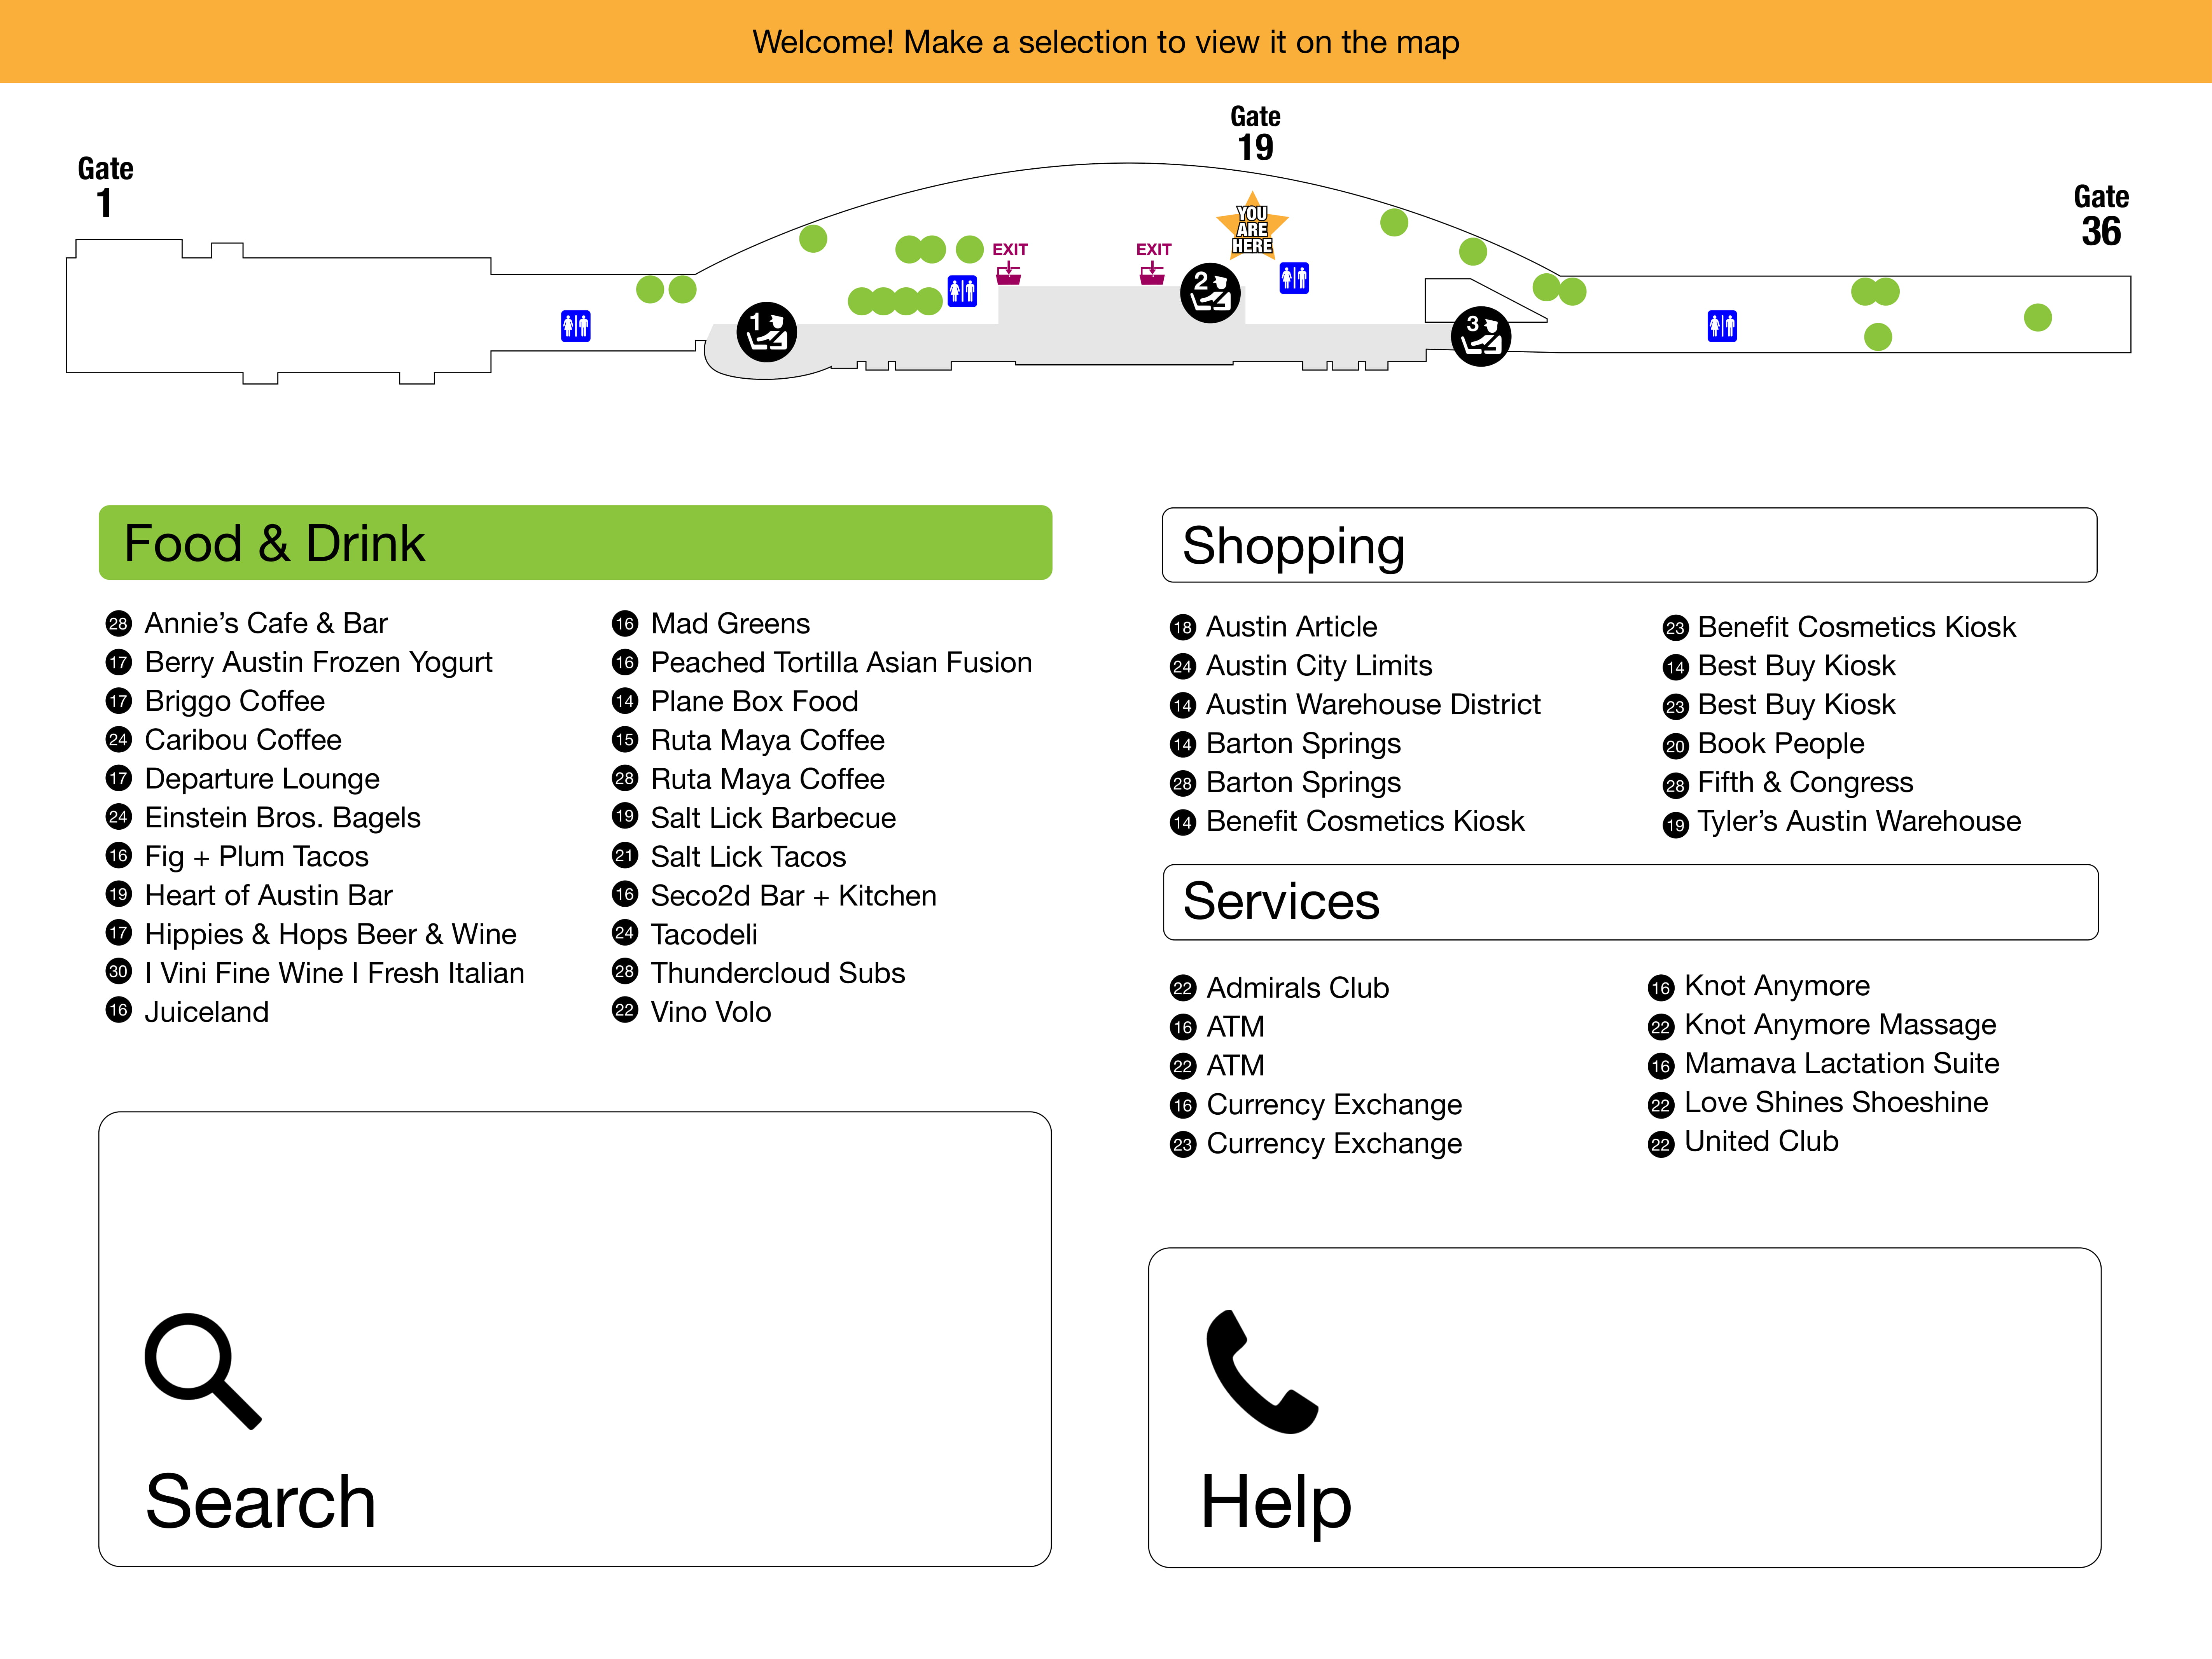 Welcome! Make a selection to view it on the map
Gate
19
Gate
1
Gate
36
YOU
ARE
HERE
EXIT
EXIT
1
2
3
Food & Drink
28 Annie’s Cafe & Bar
17 Berry Austin Frozen Yogurt
17 Briggo Coffee
24 Caribou Coffee
17 Departure Lounge
24 Einstein Bros. Bagels
16 Fig + Plum Tacos
19 Heart of Austin Bar
17 Hippies & Hops Beer & Wine
30 I Vini Fine Wine I Fresh Italian
16 Juiceland
16 Mad Greens
16 Peached Tortilla Asian Fusion
14 Plane Box Food
15 Ruta Maya Coffee
28 Ruta Maya Coffee
19 Salt Lick Barbecue
21 Salt Lick Tacos
16 Seco2d Bar + Kitchen
24 Tacodeli
28 Thundercloud Subs
22 Vino Volo
Shopping
18 Austin Article
24 Austin City Limits
14 Austin Warehouse District
14 Barton Springs
28 Barton Springs
14 Benefit Cosmetics Kiosk
23 Benefit Cosmetics Kiosk
14 Best Buy Kiosk
23 Best Buy Kiosk
20 Book People
28 Fifth & Congress
19 Tyler’s Austin Warehouse
Services
22 Admirals Club
16 ATM
22 ATM
16 Currency Exchange
23 Currency Exchange
16 Knot Anymore
22 Knot Anymore Massage
16 Mamava Lactation Suite
22 Love Shines Shoeshine
22 United Club
Search
Help